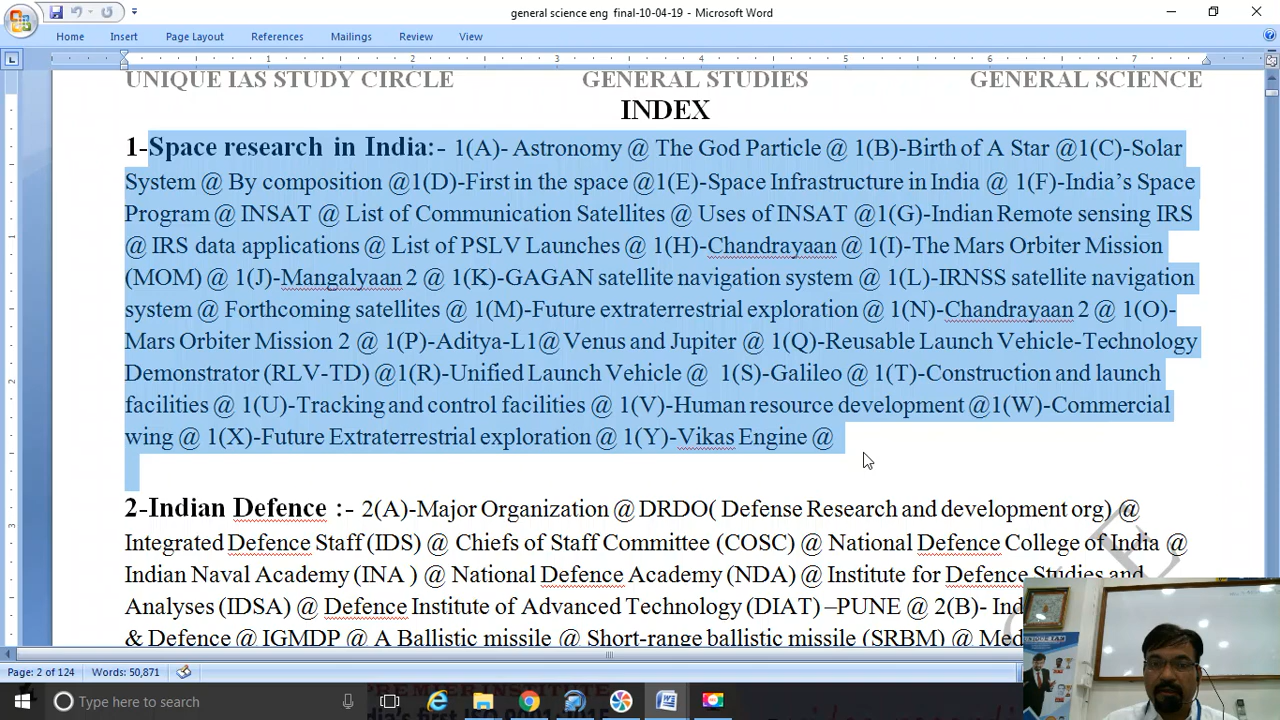 general science eng final-10-04-19 - Microsoft Word
Home Insert Page Layout References Mailings Review View
1 2 3 4 5 6 7
UNIQUE IAS STUDY CIRCLE GENERAL STUDIES GENERAL SCIENCE
INDEX
1-Space research in India:- 1(A)- Astronomy @ The God Particle @ 1(B)-Birth of A Star @1(C)-Solar
System @ By composition @1(D)-First in the space @1(E)-Space Infrastructure in India @ 1(F)-India’s Space
Program @ INSAT @ List of Communication Satellites @ Uses of INSAT @1(G)-Indian Remote sensing IRS
@ IRS data applications @ List of PSLV Launches @ 1(H)-Chandrayaan @ 1(I)-The Mars Orbiter Mission
(MOM) @ 1(J)-Mangalyaan 2 @ 1(K)-GAGAN satellite navigation system @ 1(L)-IRNSS satellite navigation
system @ Forthcoming satellites @ 1(M)-Future extraterrestrial exploration @ 1(N)-Chandrayaan 2 @ 1(O)-
Mars Orbiter Mission 2 @ 1(P)-Aditya-L1@ Venus and Jupiter @ 1(Q)-Reusable Launch Vehicle-Technology
Demonstrator (RLV-TD) @1(R)-Unified Launch Vehicle @ 1(S)-Galileo @ 1(T)-Construction and launch
facilities @ 1(U)-Tracking and control facilities @ 1(V)-Human resource development @1(W)-Commercial
wing @ 1(X)-Future Extraterrestrial exploration @ 1(Y)-Vikas Engine @
2-Indian Defence :- 2(A)-Major Organization @ DRDO( Defense Research and development org) @
Integrated Defence Staff (IDS) @ Chiefs of Staff Committee (COSC) @ National Defence College of India @
Indian Naval Academy (INA ) @ National Defence Academy (NDA) @ Institute for Defence Studies and
Analyses (IDSA) @ Defence Institute of Advanced Technology (DIAT) –PUNE @ 2(B)- Ind
& Defence @ IGMDP @ A Ballistic missile @ Short-range ballistic missile (SRBM) @ Med
Page: 2 of 124 Words: 50,871
Type here to search
PREMIER INSTITUTE